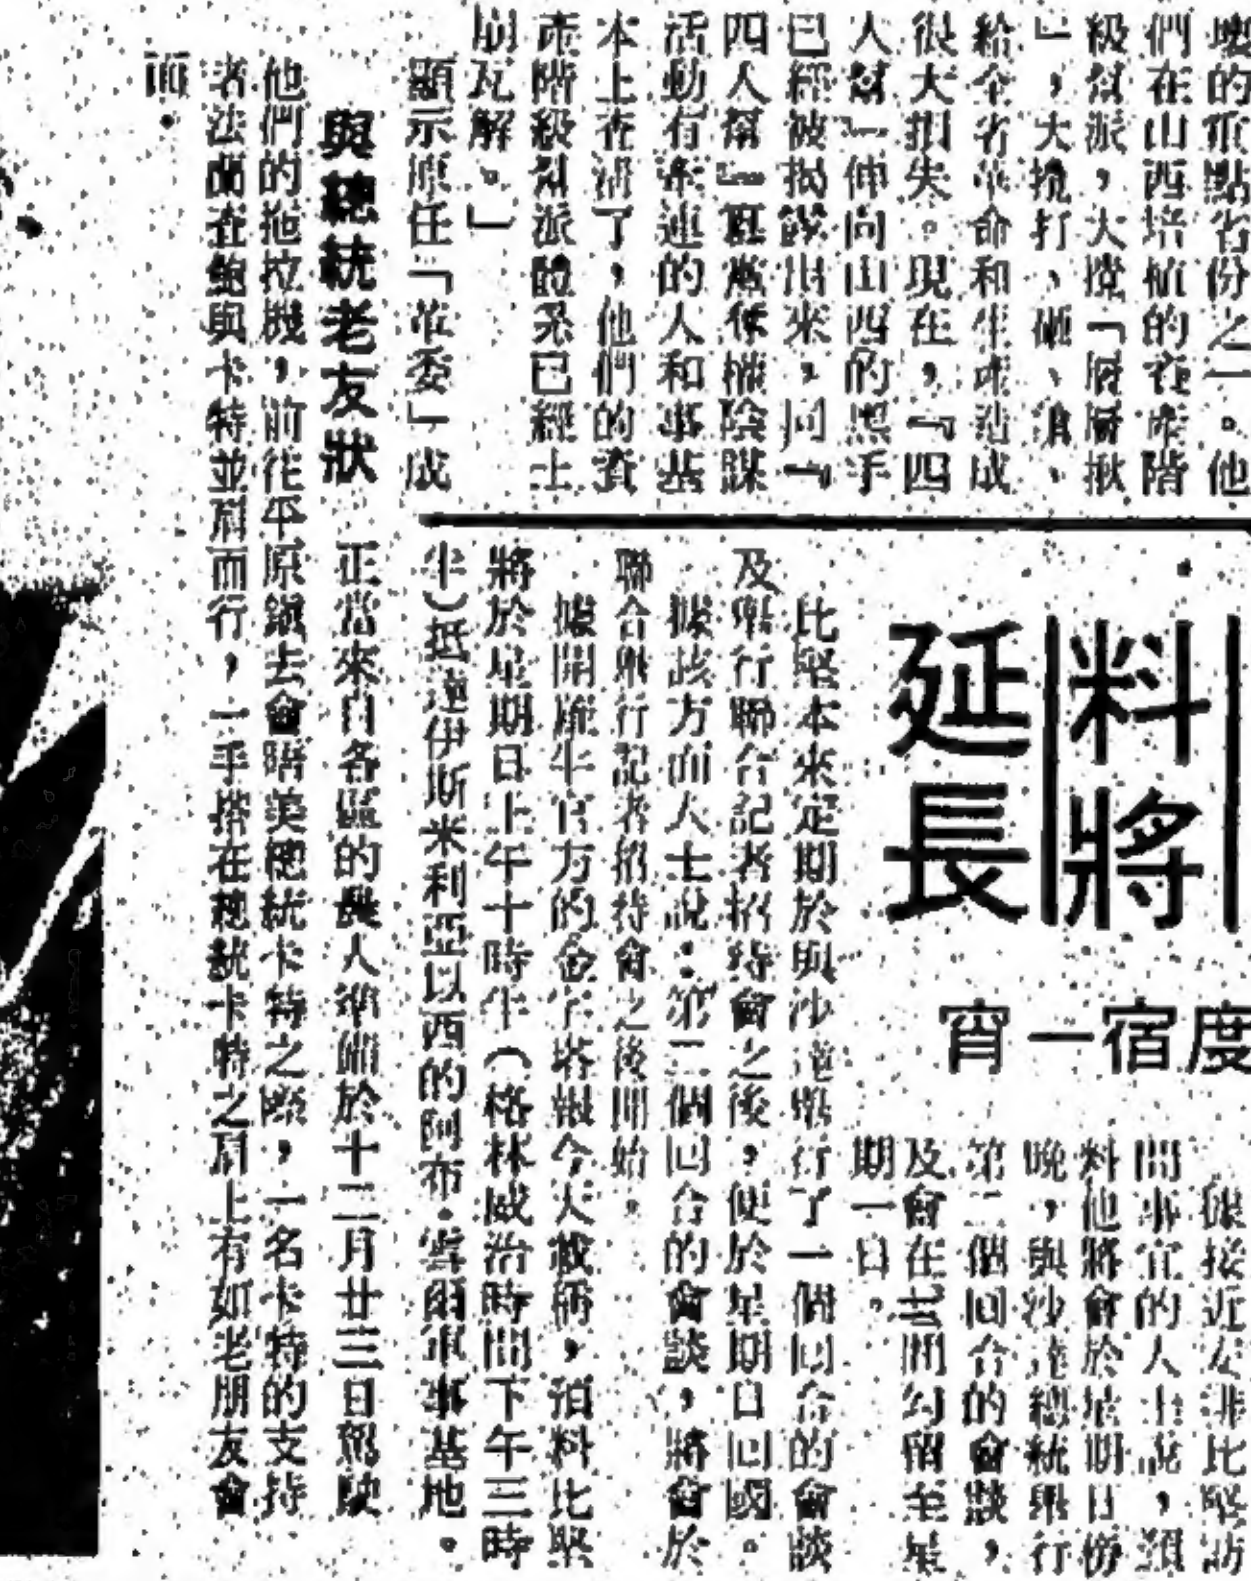 壞的重點省份之一。他
們在山西培植的資產階
級幫派，大搅「層層揪
」，大攪打、砸、搶、
給全省革命和生產造成
很大損失。現在，『四
人幫』伸向山西的黑手
已經被揭露出來，同『
四人幫』篡黨奪權陰謀
活動有牽連的人和事基
本上查清了，他們的資
產階級幫派體系已經土
崩瓦解。」
顯示原任「革委」成
料將
延長
度宿一宵
據接近左訪比堅訪
問事宜的人士說，預
料他將會於星期日傍
晚，與沙達總統舉行
第二個回合的會談，
及會在開勾留至星
期一日。
比堅本來定期於與沙達舉行了一個回合的會談
及舉行聯合記者招待會之後，便於星期日回國。
據該方面人士說：第二個回合的會談，將會於
聯合舉行記者招待會之後開始。
據開羅半官方的金字塔報今天載稱，預料比堅
將於星期日上午十時半（格林威治時間下午三時
半）抵達伊斯米利亞以西的阿布·雪爾軍事基地。
與總統老友狀
正當來自各區的農人準備於十二月廿三日駕駛
他們的拖拉機，前往平原鎮去會晤美總統卡特之際，一名卡特的支持
者法蘭在鮑與卡特並肩而行，一手搭在總統卡特之肩上有如老朋友會
面。